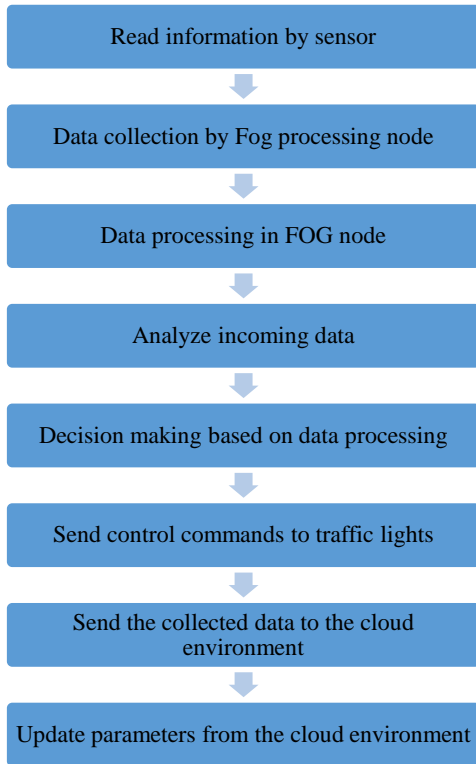 Read information by sensor
Data collection by Fog processing node
Data processing in FOG node
Analyze incoming data
Decision making based on data processing
Send control commands to traffic lights
Send the collected data to the cloud
environment
Update parameters from the cloud environment